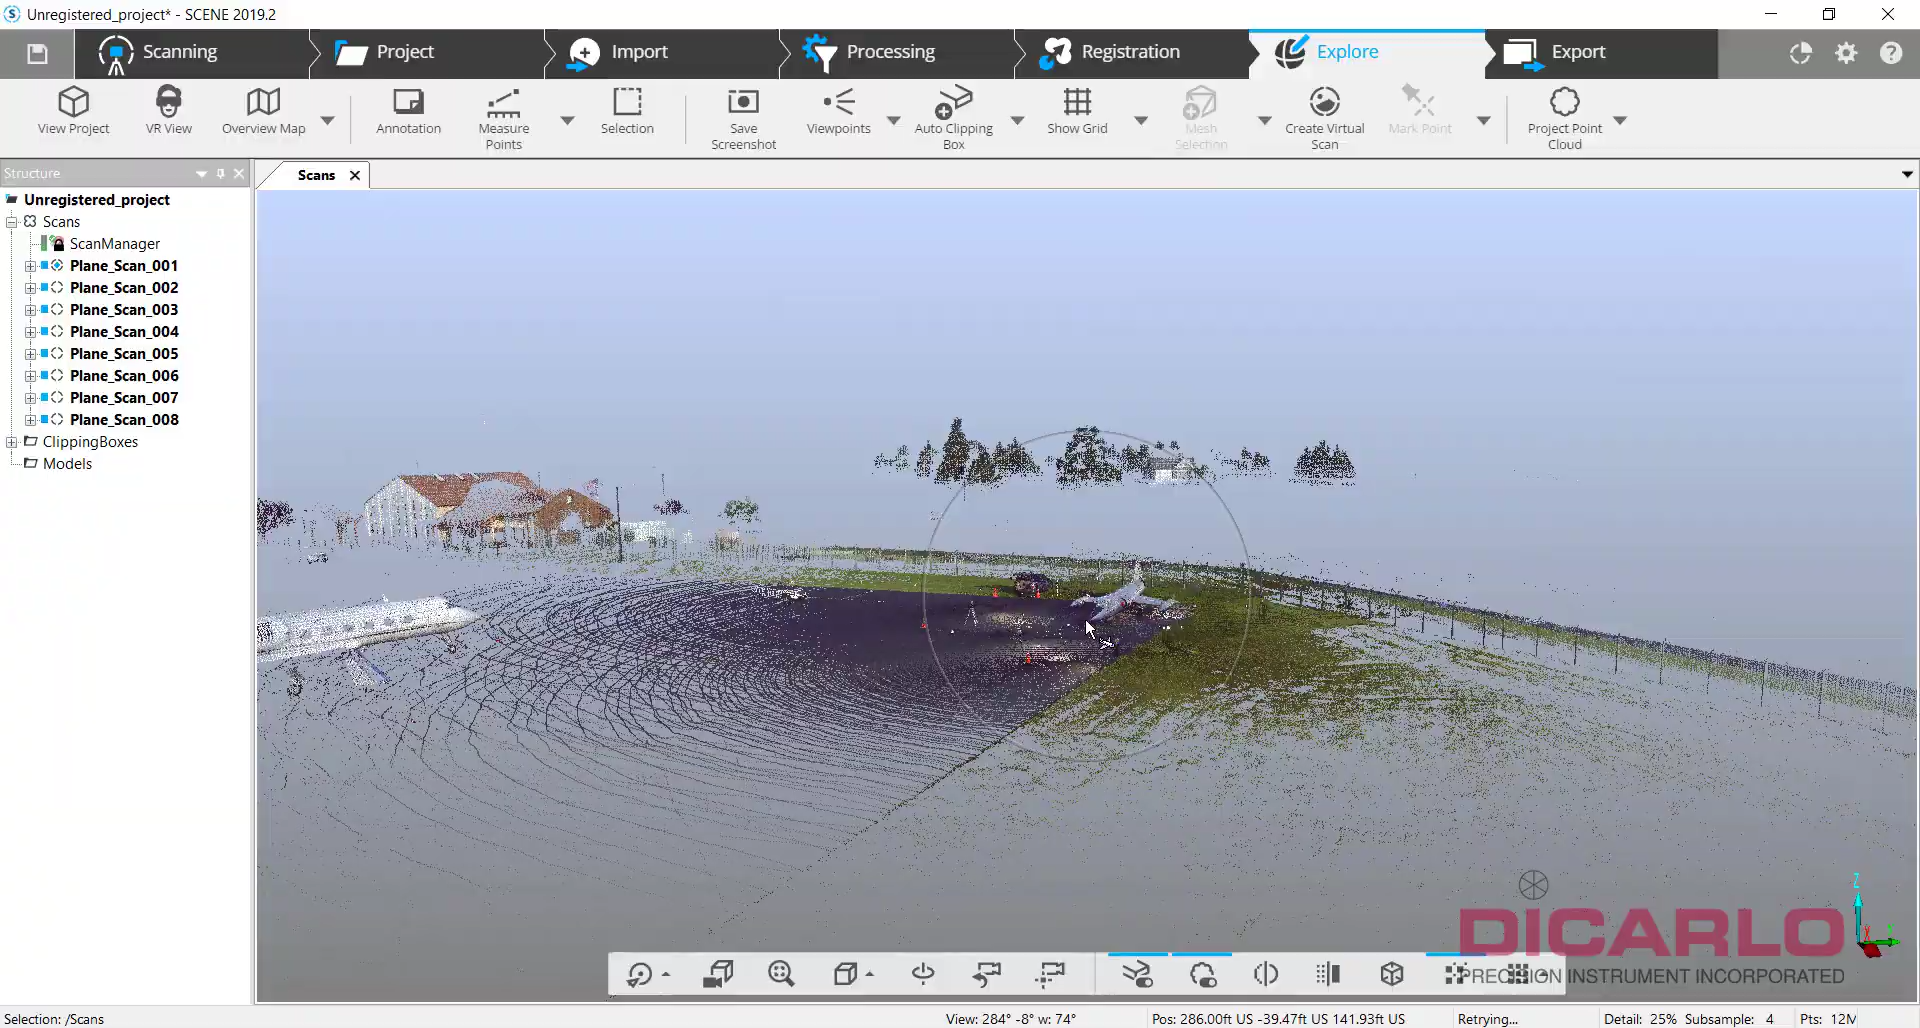 Unregistered_project* - SCENE 2019.2
Scanning
Project
Import
Processing
Registration
Explore
Export
View Project
VR View
Overview Map
Annotation
Measure Points
Selection
Save Screenshot
Viewpoints
Auto Clipping Box
Show Grid
Mesh Selection
Create Virtual Scan
Mark Point
Project Point Cloud
Structure
Scans
Unregistered_project
Scans
ScanManager
Plane_Scan_001
Plane_Scan_002
Plane_Scan_003
Plane_Scan_004
Plane_Scan_005
Plane_Scan_006
Plane_Scan_007
Plane_Scan_008
ClippingBoxes
Models
Z
X
DICARLO
PRECISION INSTRUMENT INCORPORATED
Selection: /Scans
View: 284° -8° w: 74°
Pos: 286.00ft US -39.47ft US 141.93ft US
Retrying...
Detail: 25%
Subsample: 4
Pts: 12M